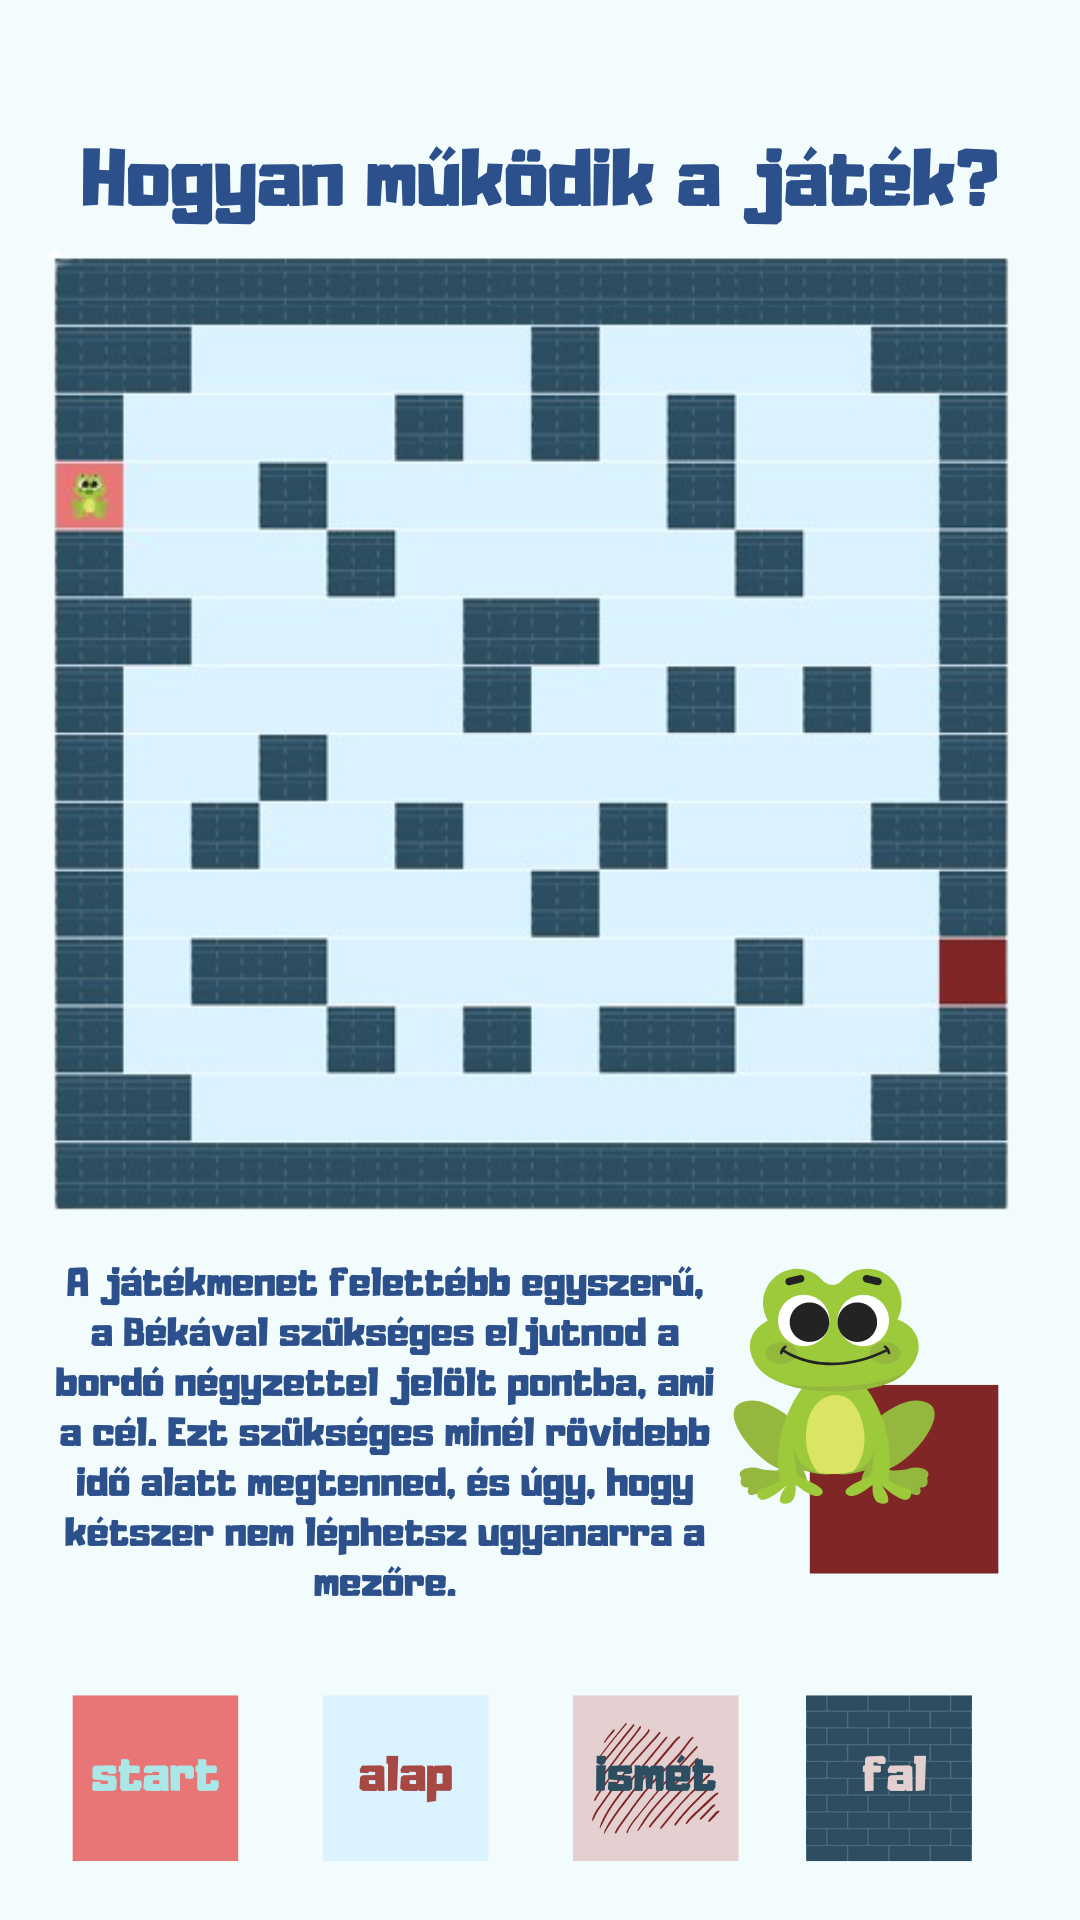 Hogyan működik a játék?
A játékmenet felettébb egyszerű,
a Békával szükséges eljutnod a
bordó négyzettel jelölt pontba, ami
a cél. Ezt szükséges minél rövidebb
idő alatt megtenned, és úgy, hogy
kétszer nem léphetsz ugyanarra a
mezőre.
start
alap
ismét
fal